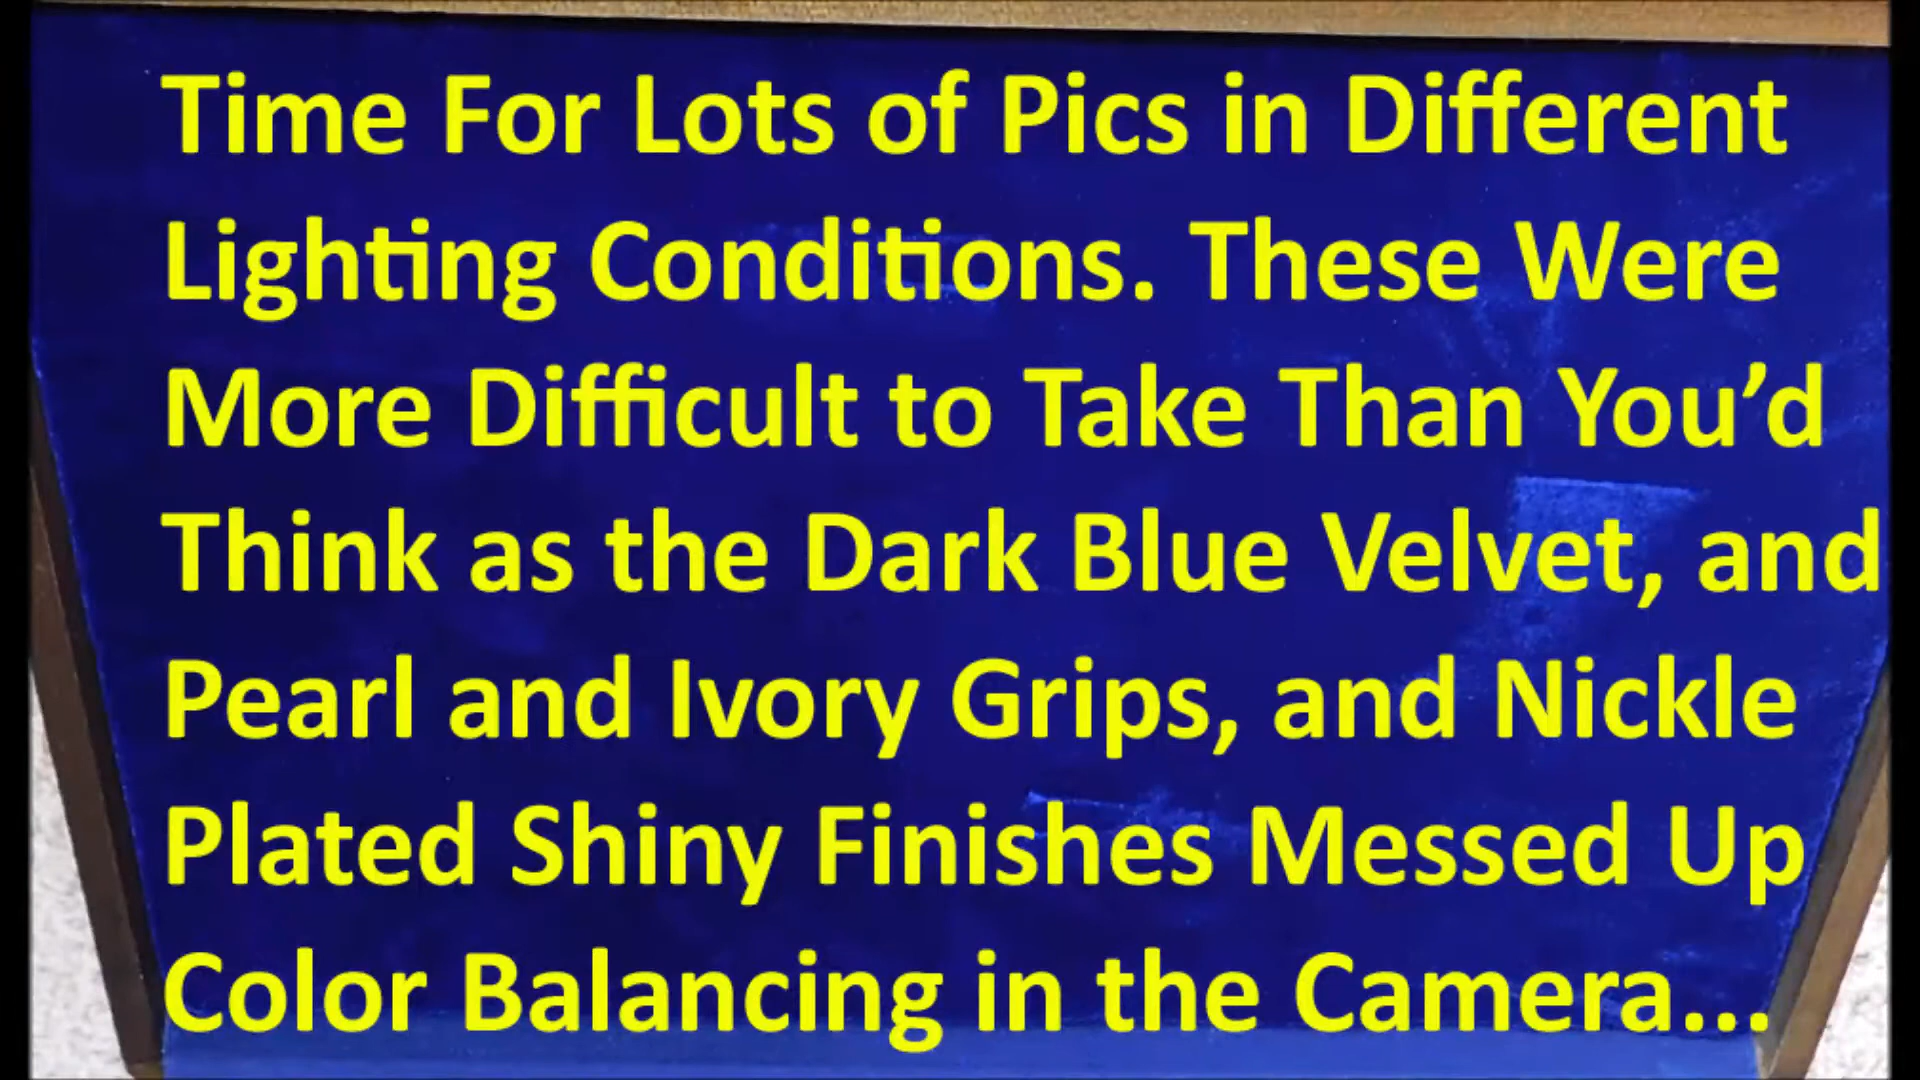 Time For Lots of Pics in Different
Lighting Conditions. These Were
More Difficult to Take Than You’d
Think as the Dark Blue Velvet, and
Pearl and Ivory Grips, and Nickle
Plated Shiny Finishes Messed Up
Color Balancing in the Camera...